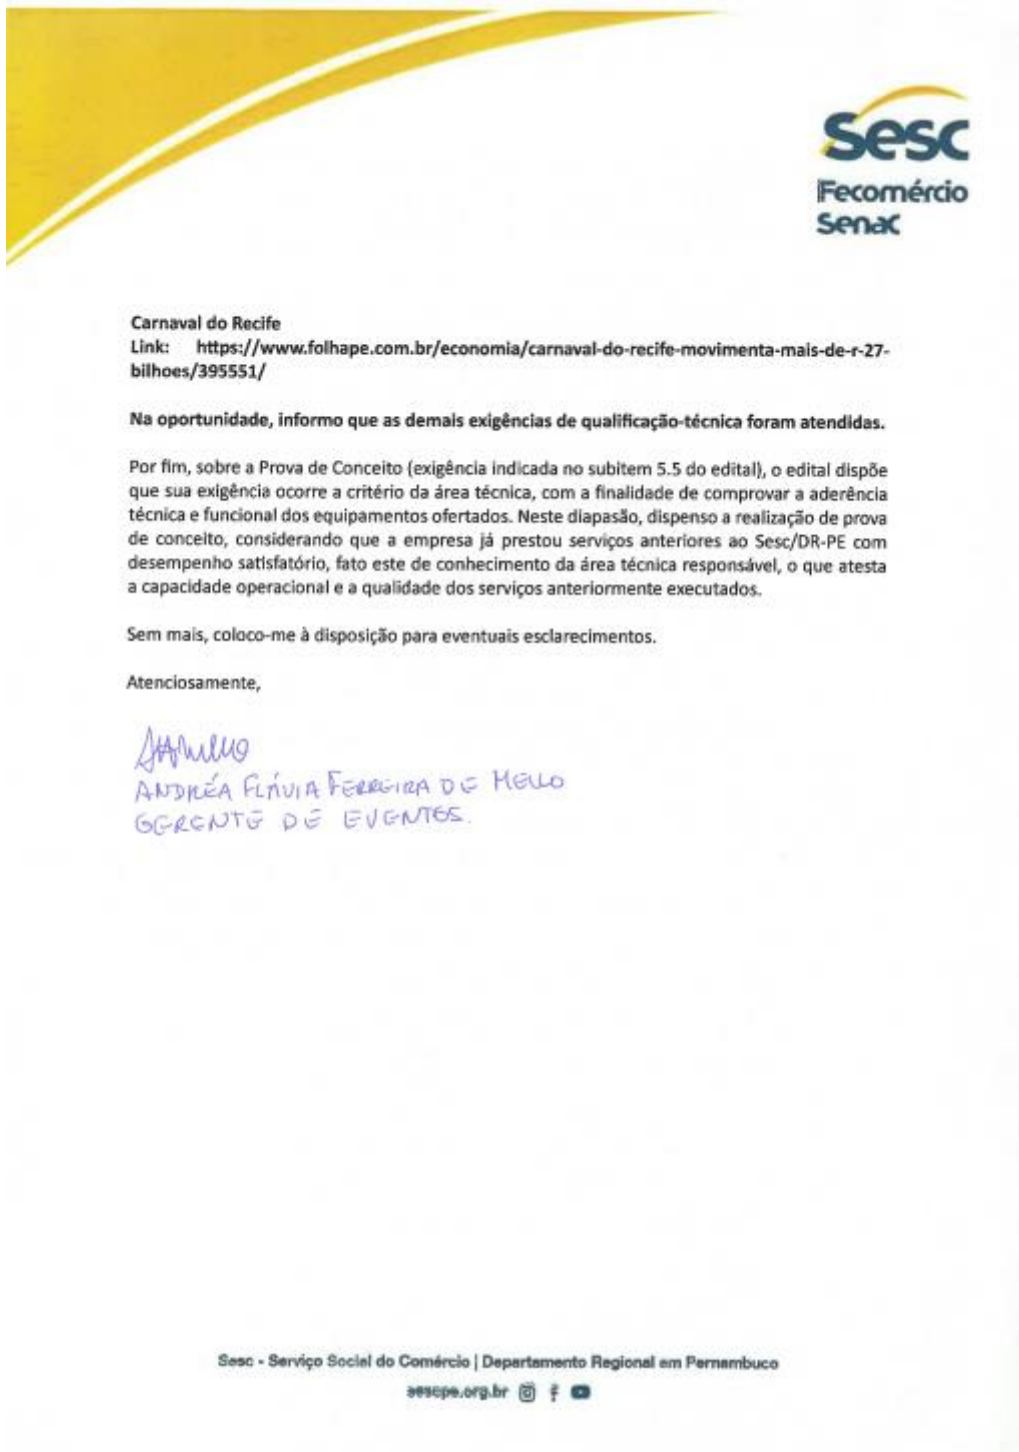 Sesc
Fecomércio
Senac
Carnaval do Recife
Link: https://www.folhape.com.br/economia/carnaval-do-recife-movimenta-mais-de-r-27-
bilhoes/395551/
Na oportunidade, informo que as demais exigências de qualificação-técnica foram atendidas.
Por fim, sobre a Prova de Conceito (exigência indicada no subitem 5.5 do edital), o edital dispõe
que sua exigência ocorre a critério da área técnica, com a finalidade de comprovar a aderência
técnica e funcional dos equipamentos ofertados. Neste diapasão, dispenso a realização de prova
de conceito, considerando que a empresa já prestou serviços anteriores ao Sesc/DR-PE com
desempenho satisfatório, fato este de conhecimento da área técnica responsável, o que atesta
a capacidade operacional e a qualidade dos serviços anteriormente executados.
Sem mais, coloco-me à disposição para eventuais esclarecimentos.
Atenciosamente,
ANDRÉA FLÁVIA FERREIRA DE MELLO
GERENTE DE EVENTOS.
Sesc - Serviço Social do Comércio | Departamento Regional em Pernambuco
sescpe.org.br